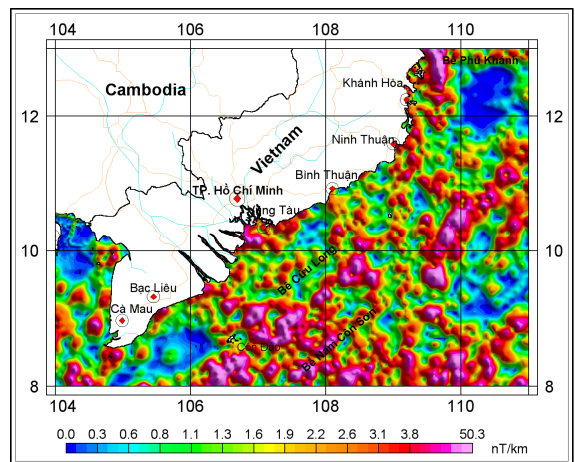 104 106 108 110
Bể Phú Khánh
Cambodia
Khánh Hòa
12 12
Vietnam
Ninh Thuận
Bình Thuận
TP. Hồ Chí Minh
ũng Tàu
10 10
Bể Cửu Long
Bạc Liêu
Cà Mau
Côn Đảo
Bể Nam Côn Sơn
8 8
104 106 108 110
0.0 0.3 0.6 0.8 1.1 1.3 1.6 1.9 2.2 2.6 3.1 3.8 50.3
nT/km